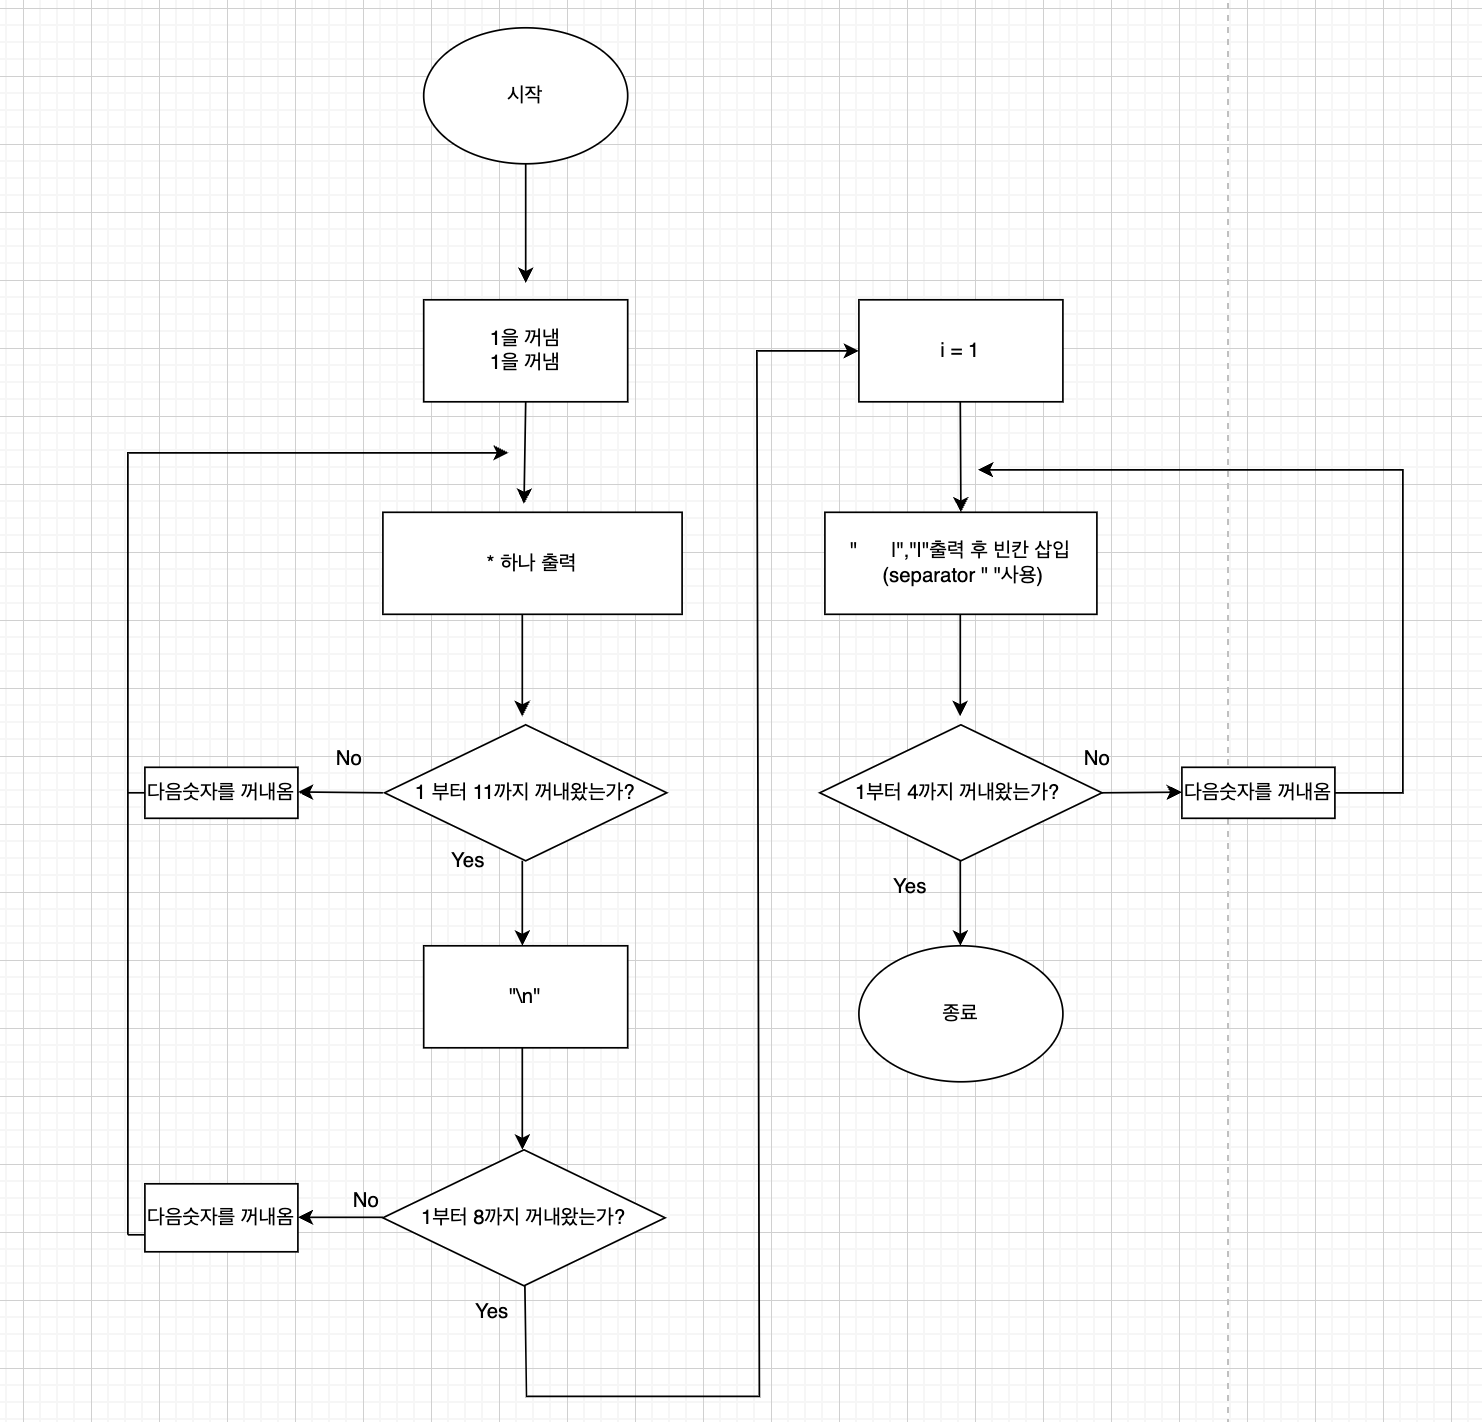 시작
1을 꺼냄
1을 꺼냄
* 하나 출력
1 부터 11까지 꺼내왔는가?
No
다음숫자를 꺼내옴
Yes
"\n"
1부터 8까지 꺼내왔는가?
No
다음숫자를 꺼내옴
Yes
i = 1
"      |","|"출력 후 빈칸 삽입
(separator " "사용)
1부터 4까지 꺼내왔는가?
No
다음숫자를 꺼내옴
Yes
종료